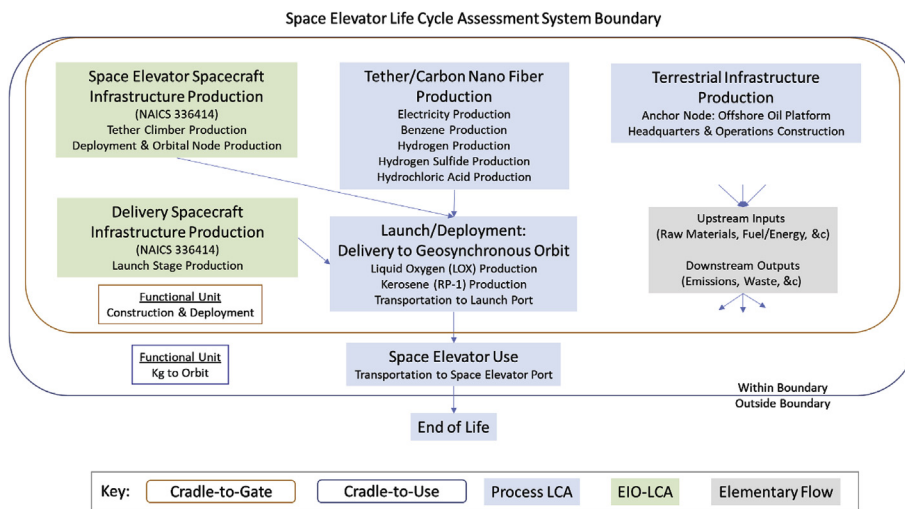 Space Elevator Life Cycle Assessment System Boundary
Space Elevator Spacecraft
Infrastructure Production
(NAICS 336414)
Tether Climber Production
Deployment & Orbital Node Production
Tether/Carbon Nano Fiber
Production
Electricity Production
Benzene Production
Hydrogen Production
Hydrogen Sulfide Production
Hydrochloric Acid Production
Terrestrial Infrastructure
Production
Anchor Node: Offshore Oil Platform
Headquarters & Operations Construction
Delivery Spacecraft
Infrastructure Production
(NAICS 336414)
Launch Stage Production
Launch/Deployment:
Delivery to Geosynchronous Orbit
Liquid Oxygen (LOX) Production
Kerosene (RP-1) Production
Transportation to Launch Port
Upstream Inputs
(Raw Materials, Fuel/Energy, &c)
Downstream Outputs
(Emissions, Waste, &c)
Functional Unit
Construction & Deployment
Functional Unit
Kg to Orbit
Space Elevator Use
Transportation to Space Elevator Port
Within Boundary
Outside Boundary
End of Life
Key:
Cradle-to-Gate
Cradle-to-Use
Process LCA
EIO-LCA
Elementary Flow